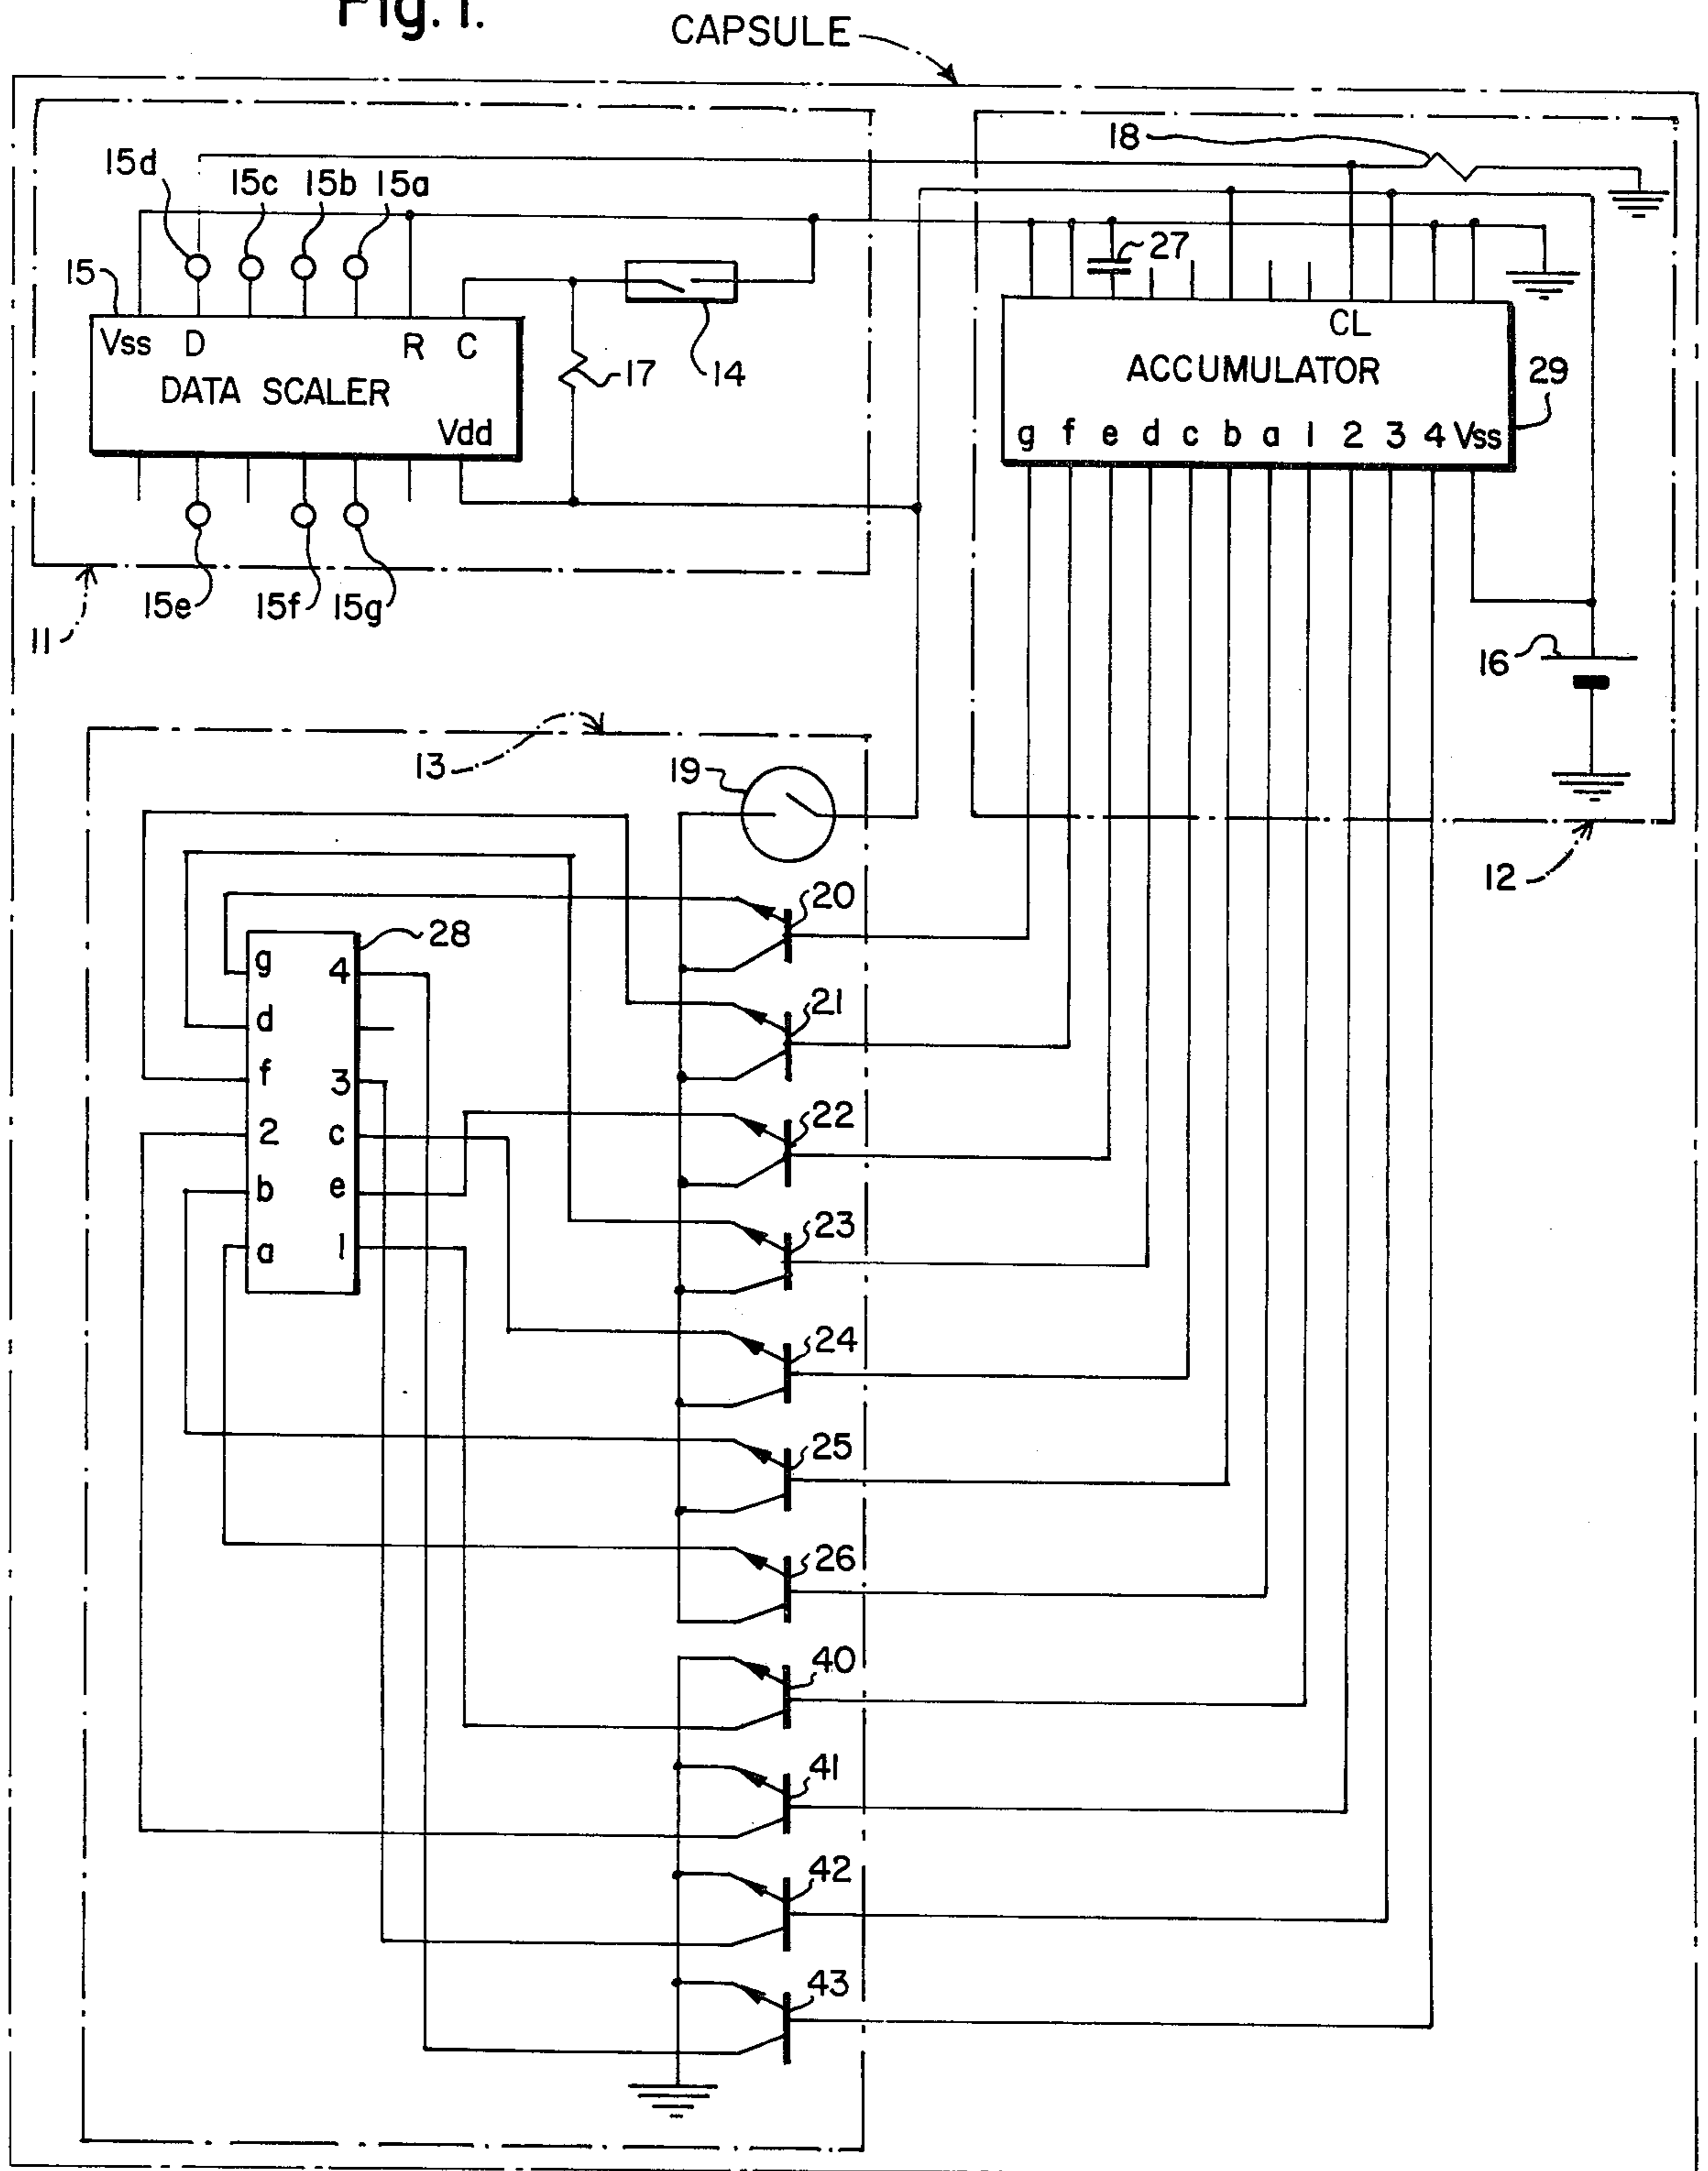 Fig. 1.
CAPSULE
18
15d
15c 15b 15a
27
15
14
17
Vss D R C
DATA SCALER
Vdd
CL
ACCUMULATOR
29
g f e d c b a 1 2 3 4 Vss
15e 15f 15g
11
16
13
19
12
20
28
g 4
d
21
f 3
22
2 c
b e
23
a 1
24
25
26
40
41
42
43